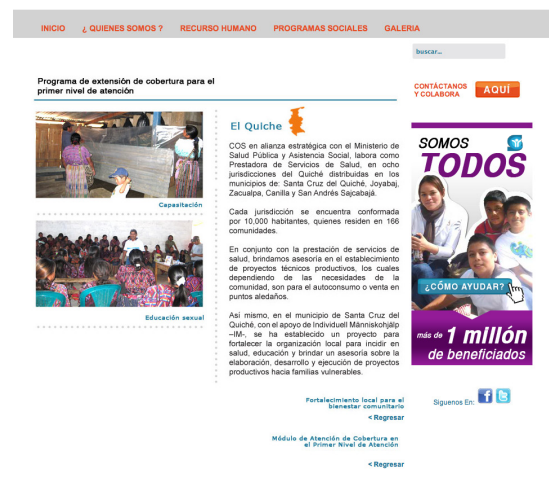 INICIO ¿ QUIENES SOMOS ? RECURSO HUMANO PROGRAMAS SOCIALES GALERIA
buscar...
Programa de extensión de cobertura para el
primer nivel de atención
CONTÁCTANOS
Y COLABORA
AQUÍ
Capasitación
Educación sexual
El Quiche
COS en alianza estratégica con el Ministerio de
Salud Pública y Asistencia Social, labora como
Prestadora de Servicios de Salud, en ocho
jurisdicciones del Quiché distribuidas en los
municipios de: Santa Cruz del Quiché, Joyabaj,
Zacualpa, Canilla y San Andrés Sajcabajá.
Cada jurisdicción se encuentra conformada
por 10,000 habitantes, quienes residen en 166
comunidades.
En conjunto con la prestación de servicios de
salud, brindamos asesoría en el establecimiento
de proyectos técnicos productivos, los cuales
dependiendo de las necesidades de la
comunidad, son para el autoconsumo o venta en
puntos aledaños.
Asi mismo, en el municipio de Santa Cruz del
Quiché, con el apoyo de Individuell Människohjälp
–IM-, se ha establecido un proyecto para
fortalecer la organización local para incidir en
salud, educación y brindar un asesoría sobre la
elaboración, desarrollo y ejecución de proyectos
productivos hacia familias vulnerables.
Fortalecimiento local para el
bienestar comunitario
< Regresar
Módulo de Atención de Cobertura en
el Primer Nivel de Atención
< Regresar
SOMOS
TODOS
¿CÓMO AYUDAR?
más de 1 millón
de beneficiados
Siguenos En: